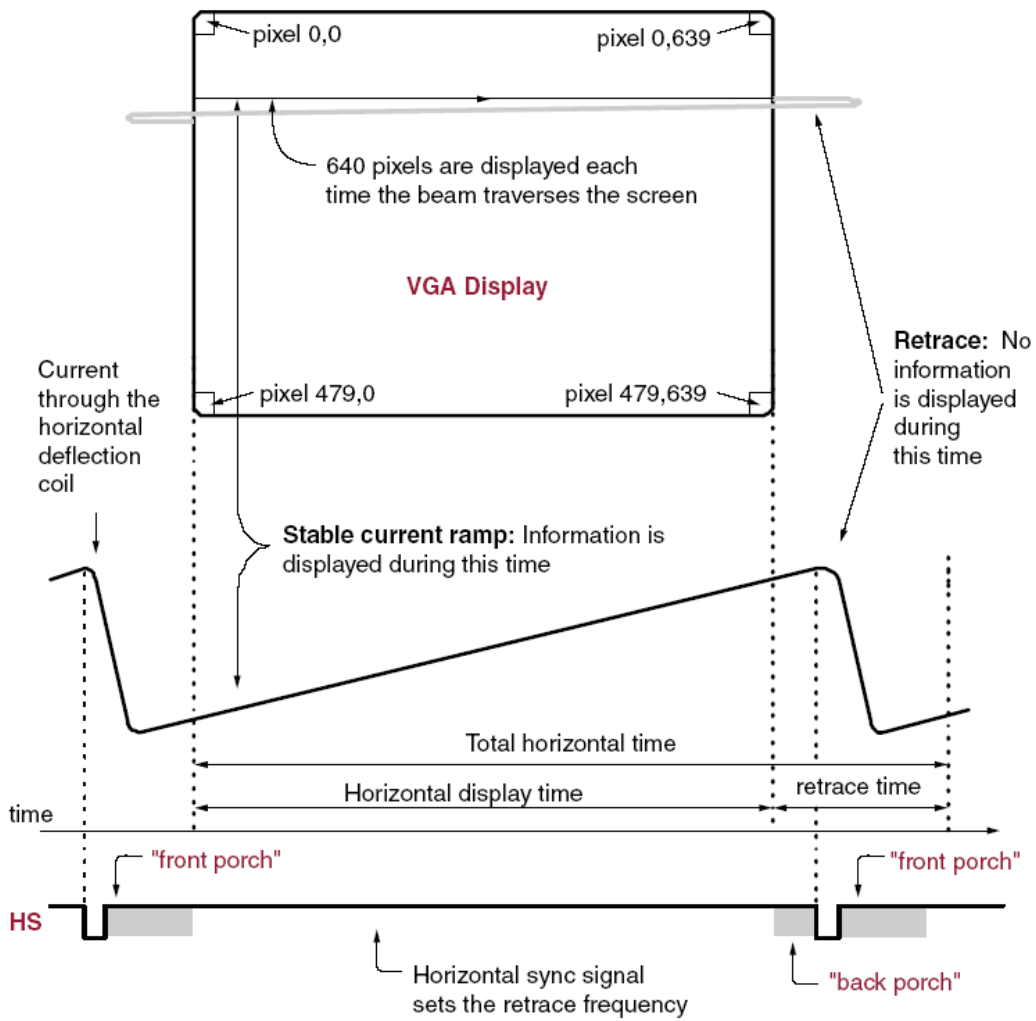 pixel 0,0
pixel 0,639
640 pixels are displayed each
time the beam traverses the screen
VGA Display
pixel 479,0
pixel 479,639
Retrace: No
information
is displayed
during
this time
Current
through the
horizontal
deflection
coil
Stable current ramp: Information is
displayed during this time
Total horizontal time
Horizontal display time
retrace time
time
"front porch"
"front porch"
HS
Horizontal sync signal
sets the retrace frequency
"back porch"